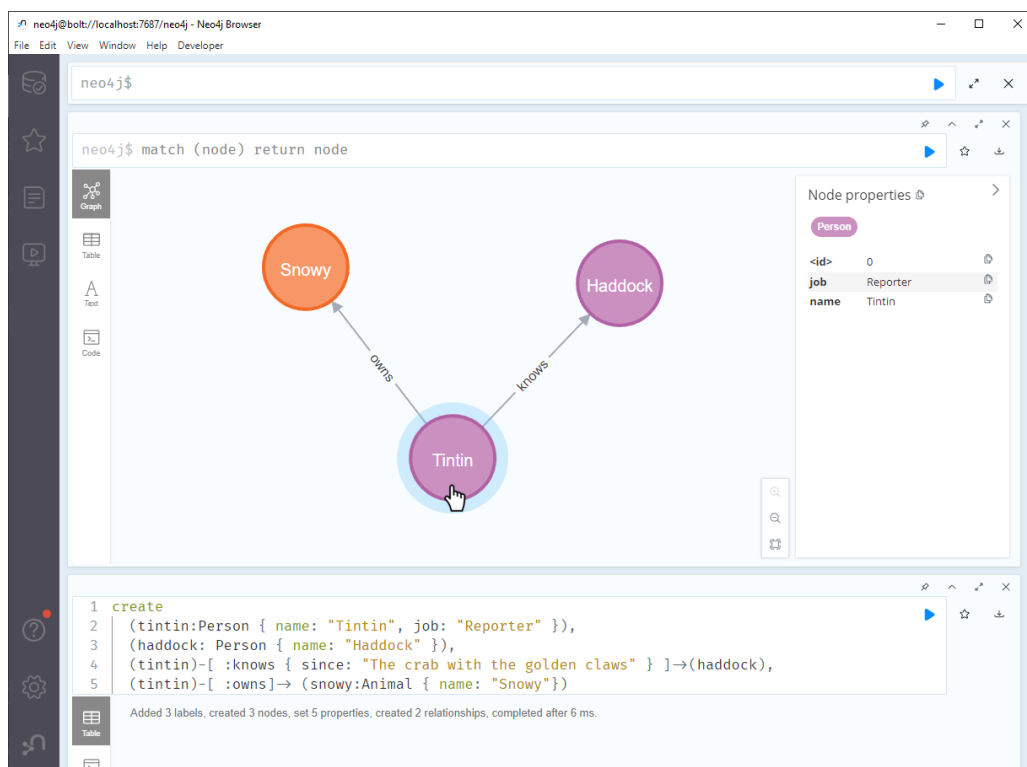 neo4j@bolt://localhost:7687/neo4j - Neo4j Browser
File Edit View Window Help Developer
neo4j$
neo4j$ match (node) return node
Graph
Table
Text
Code
Snowy
Haddock
owns
knows
Tintin
Node properties
Person
<id> 0
job Reporter
name Tintin
1 create
2 (tintin:Person { name: "Tintin", job: "Reporter" }),
3 (haddock: Person { name: "Haddock" }),
4 (tintin)-[ :knows { since: "The crab with the golden claws" } ]→(haddock),
5 (tintin)-[ :owns]→ (snowy:Animal { name: "Snowy"})
Table
Added 3 labels, created 3 nodes, set 5 properties, created 2 relationships, completed after 6 ms.